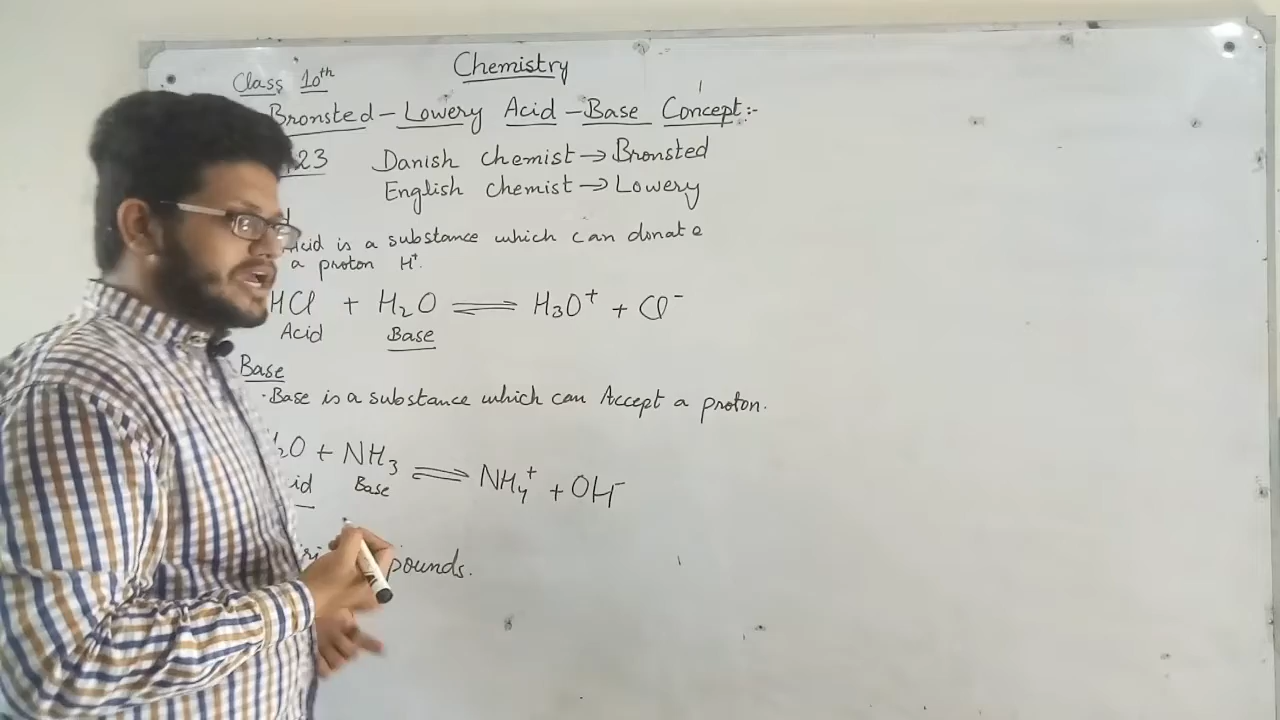 Chemistry
Class 10th
Bronsted – Lowery Acid – Base Concept:-
23 Danish chemist → Bronsted
English chemist → Lowery
Acid is a substance which can donate
a proton H⁺.
HCl + H₂O ⇌ H₃O⁺ + Cl⁻
Acid Base
Base
·Base is a substance which can Accept a proton.
₂O + NH₃ ⇌ NH₄⁺ + OH⁻
id Base
pounds.